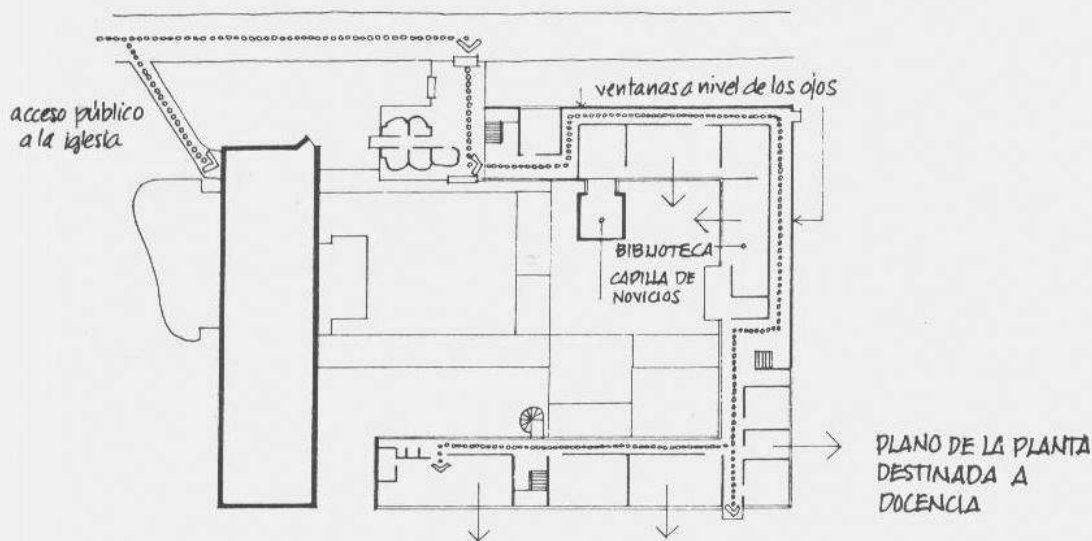 acceso público
a la iglesia
ventanas a nivel de los ojos
BIBLIOTECA
CAPILLA DE
NOVICIOS
PLANO DE LA PLANTA
DESTINADA A
DOCENCIA